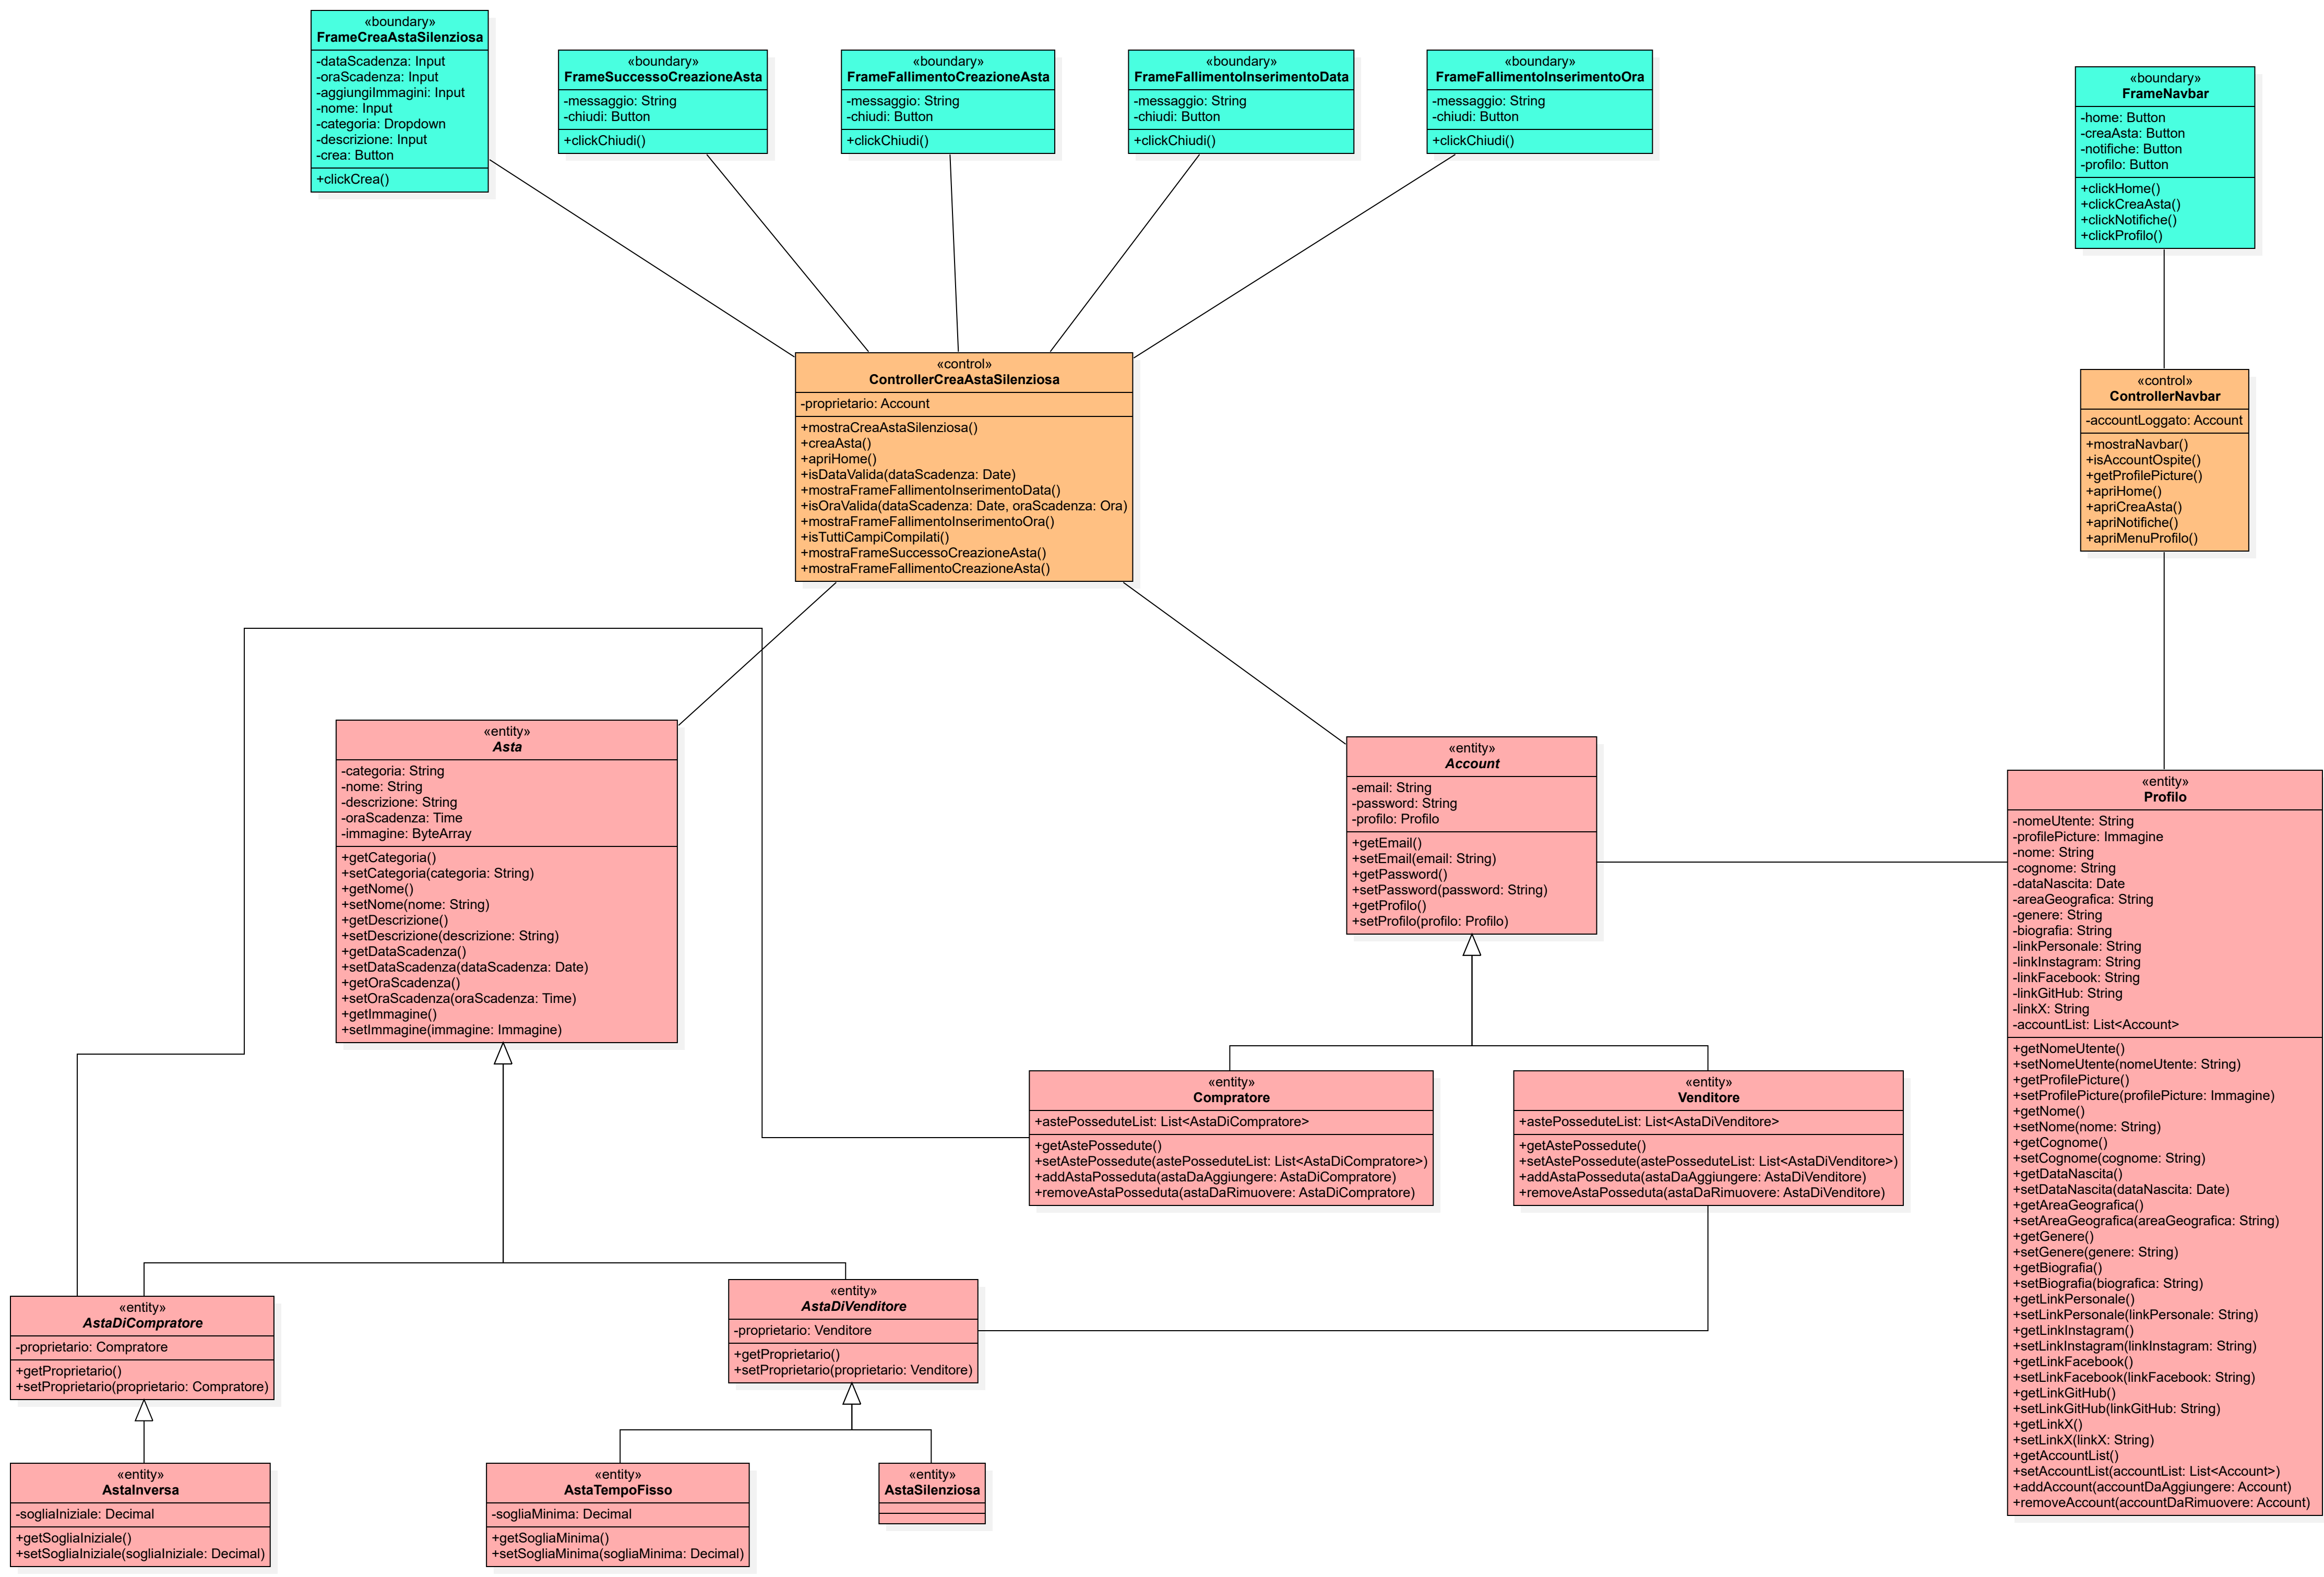 «boundary»
FrameCreaAstaSilenziosa
-dataScadenza: Input
-oraScadenza: Input
-aggiungiImmagini: Input
-nome: Input
-categoria: Dropdown
-descrizione: Input
-crea: Button
+clickCrea()
«boundary»
FrameSuccessoCreazioneAsta
-messaggio: String
-chiudi: Button
+clickChiudi()
«boundary»
FrameFallimentoCreazioneAsta
-messaggio: String
-chiudi: Button
+clickChiudi()
«boundary»
FrameFallimentoInserimentoData
-messaggio: String
-chiudi: Button
+clickChiudi()
«boundary»
FrameFallimentoInserimentoOra
-messaggio: String
-chiudi: Button
+clickChiudi()
«boundary»
FrameNavbar
-home: Button
-creaAsta: Button
-notifiche: Button
-profilo: Button
+clickHome()
+clickCreaAsta()
+clickNotifiche()
+clickProfilo()
«control»
ControllerCreaAstaSilenziosa
-proprietario: Account
+mostraCreaAstaSilenziosa()
+creaAsta()
+apriHome()
+isDataValida(dataScadenza: Date)
+mostraFrameFallimentoInserimentoData()
+isOraValida(dataScadenza: Date, oraScadenza: Ora)
+mostraFrameFallimentoInserimentoOra()
+isTuttiCampiCompilati()
+mostraFrameSuccessoCreazioneAsta()
+mostraFrameFallimentoCreazioneAsta()
«control»
ControllerNavbar
-accountLoggato: Account
+mostraNavbar()
+isAccountOspite()
+getProfilePicture()
+apriHome()
+apriCreaAsta()
+apriNotifiche()
+apriMenuProfilo()
«entity»
Asta
-categoria: String
-nome: String
-descrizione: String
-oraScadenza: Time
-immagine: ByteArray
+getCategoria()
+setCategoria(categoria: String)
+getNome()
+setNome(nome: String)
+getDescrizione()
+setDescrizione(descrizione: String)
+getDataScadenza()
+setDataScadenza(dataScadenza: Date)
+getOraScadenza()
+setOraScadenza(oraScadenza: Time)
+getImmagine()
+setImmagine(immagine: Immagine)
«entity»
Account
-email: String
-password: String
-profilo: Profilo
+getEmail()
+setEmail(email: String)
+getPassword()
+setPassword(password: String)
+getProfilo()
+setProfilo(profilo: Profilo)
«entity»
Profilo
-nomeUtente: String
-profilePicture: Immagine
-nome: String
-cognome: String
-dataNascita: Date
-areaGeografica: String
-genere: String
-biografia: String
-linkPersonale: String
-linkInstagram: String
-linkFacebook: String
-linkGitHub: String
-linkX: String
-accountList: List<Account>
+getNomeUtente()
+setNomeUtente(nomeUtente: String)
+getProfilePicture()
+setProfilePicture(profilePicture: Immagine)
+getNome()
+setNome(nome: String)
+getCognome()
+setCognome(cognome: String)
+getDataNascita()
+setDataNascita(dataNascita: Date)
+getAreaGeografica()
+setAreaGeografica(areaGeografica: String)
+getGenere()
+setGenere(genere: String)
+getBiografia()
+setBiografia(biografica: String)
+getLinkPersonale()
+setLinkPersonale(linkPersonale: String)
+getLinkInstagram()
+setLinkInstagram(linkInstagram: String)
+getLinkFacebook()
+setLinkFacebook(linkFacebook: String)
+getLinkGitHub()
+setLinkGitHub(linkGitHub: String)
+getLinkX()
+setLinkX(linkX: String)
+getAccountList()
+setAccountList(accountList: List<Account>)
+addAccount(accountDaAggiungere: Account)
+removeAccount(accountDaRimuovere: Account)
«entity»
Compratore
+astePosseduteList: List<AstaDiCompratore>
+getAstePossedute()
+setAstePossedute(astePosseduteList: List<AstaDiCompratore>)
+addAstaPosseduta(astaDaAggiungere: AstaDiCompratore)
+removeAstaPosseduta(astaDaRimuovere: AstaDiCompratore)
«entity»
Venditore
+astePosseduteList: List<AstaDiVenditore>
+getAstePossedute()
+setAstePossedute(astePosseduteList: List<AstaDiVenditore>)
+addAstaPosseduta(astaDaAggiungere: AstaDiVenditore)
+removeAstaPosseduta(astaDaRimuovere: AstaDiVenditore)
«entity»
AstaDiCompratore
-proprietario: Compratore
+getProprietario()
+setProprietario(proprietario: Compratore)
«entity»
AstaDiVenditore
-proprietario: Venditore
+getProprietario()
+setProprietario(proprietario: Venditore)
«entity»
AstaInversa
-sogliaIniziale: Decimal
+getSogliaIniziale()
+setSogliaIniziale(sogliaIniziale: Decimal)
«entity»
AstaTempoFisso
-sogliaMinima: Decimal
+getSogliaMinima()
+setSogliaMinima(sogliaMinima: Decimal)
«entity»
AstaSilenziosa